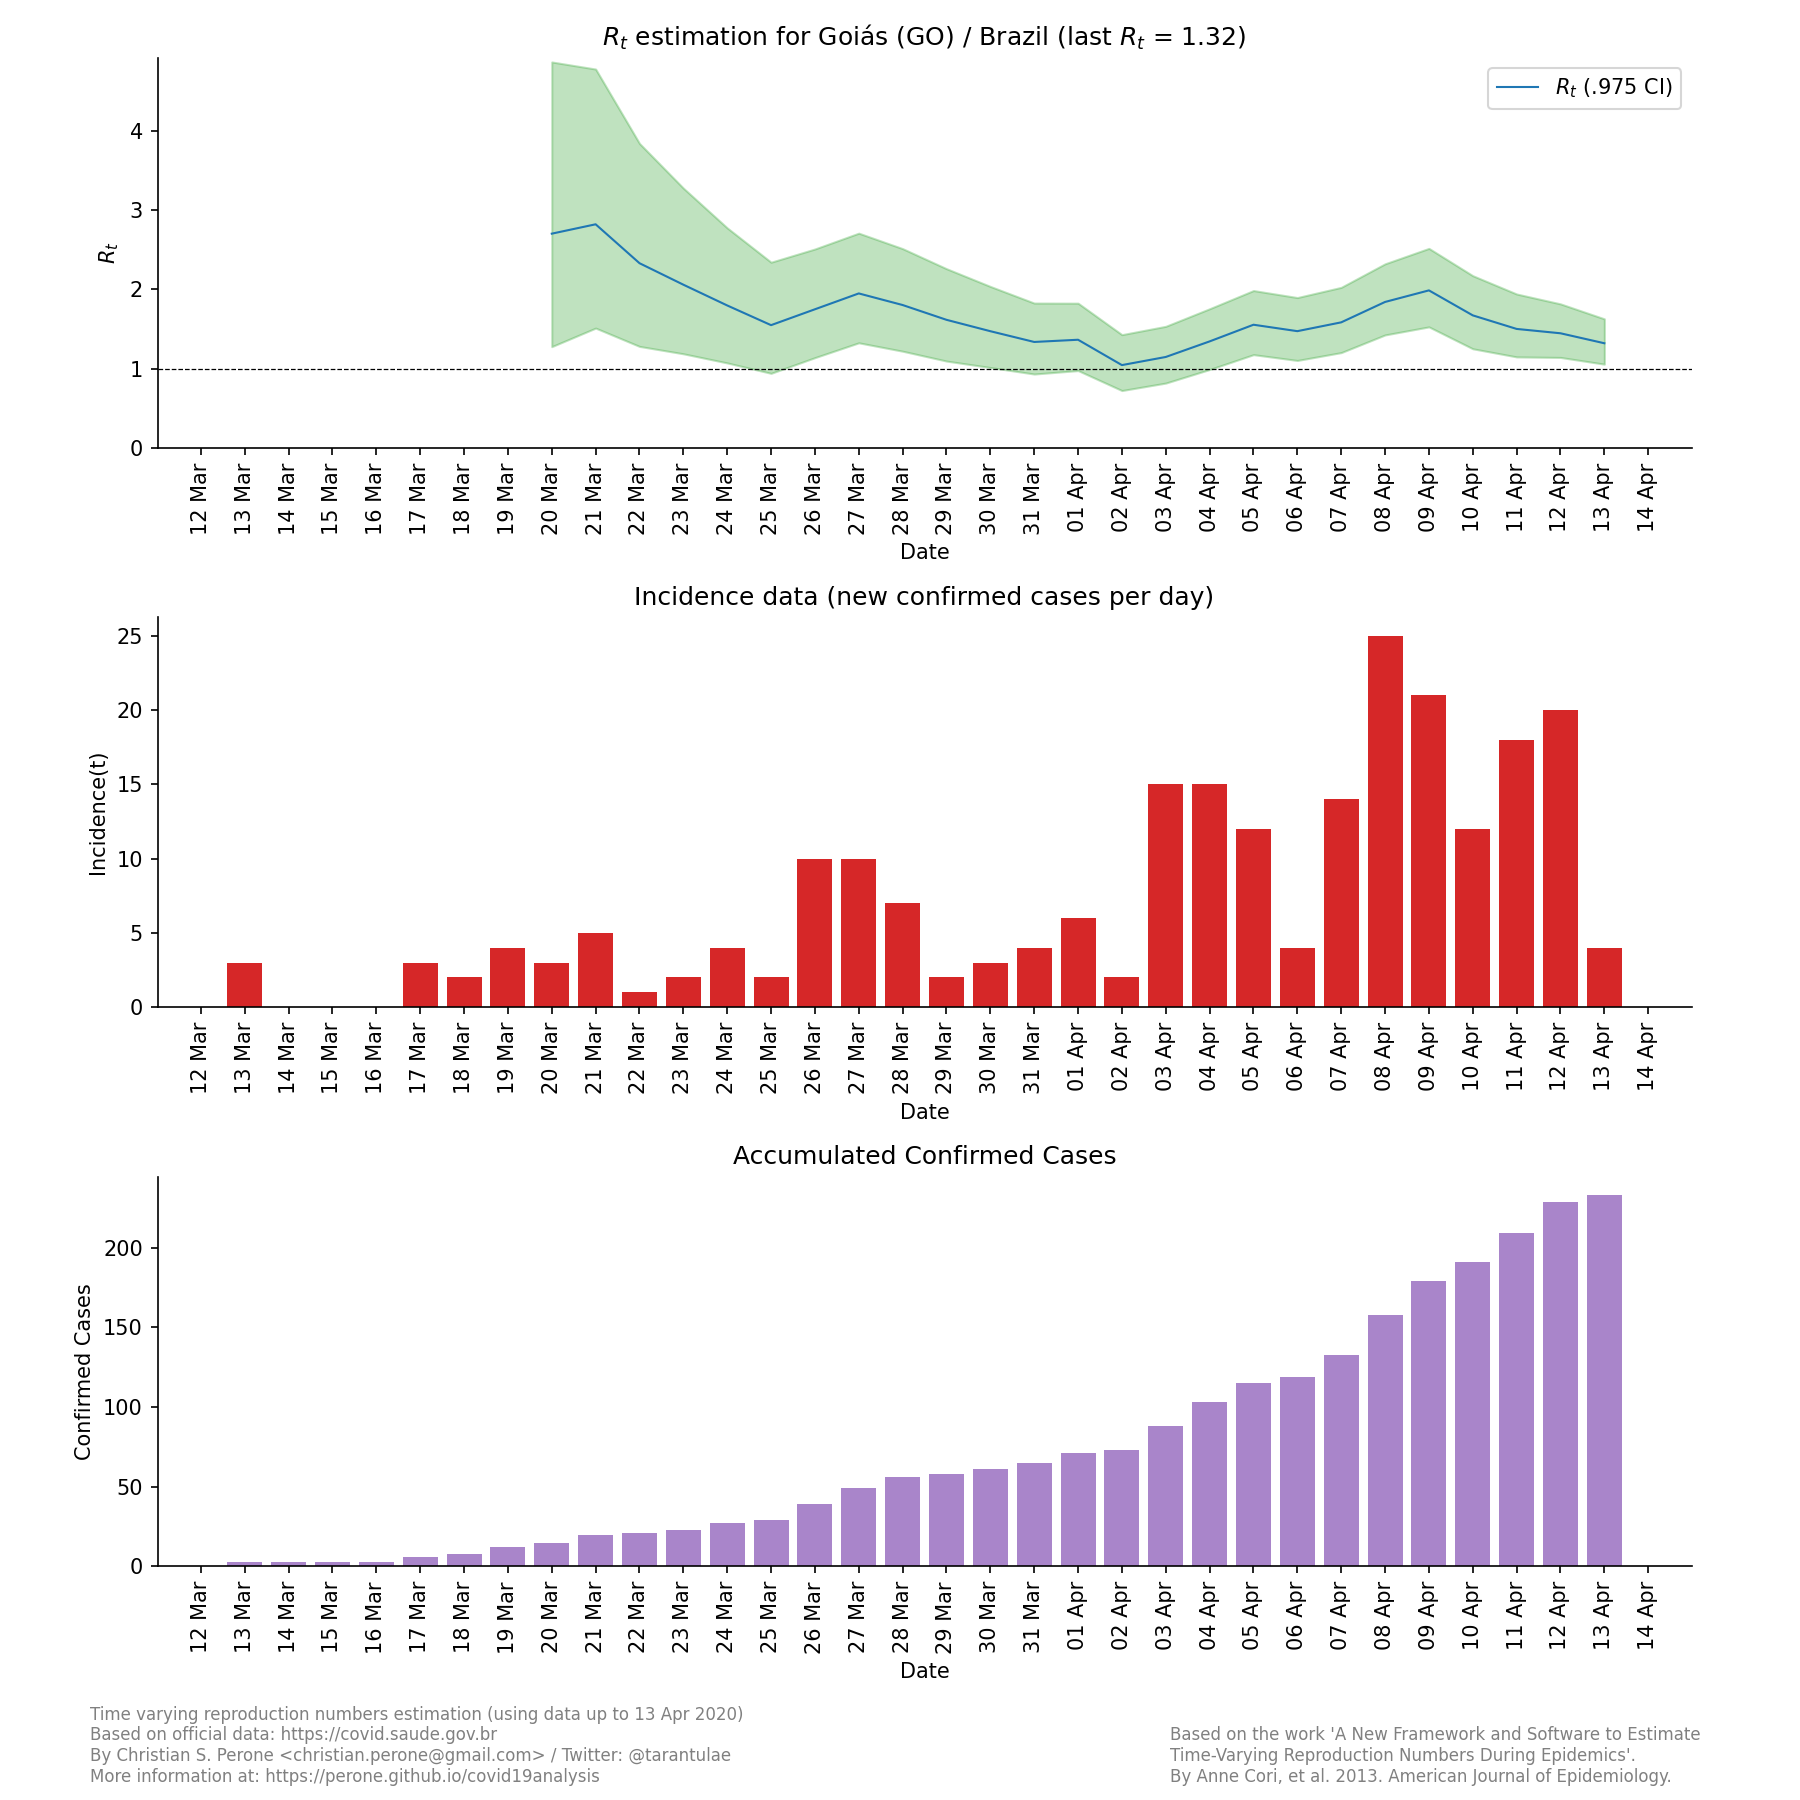 Rt estimation for Goiás (GO) / Brazil (last Rt = 1.32)
Rt (.975 CI)
Rt
4
3
2
1
0
12 Mar 13 Mar 14 Mar 15 Mar 16 Mar 17 Mar 18 Mar 19 Mar 20 Mar 21 Mar 22 Mar 23 Mar 24 Mar 25 Mar 26 Mar 27 Mar 28 Mar 29 Mar 30 Mar 31 Mar 01 Apr 02 Apr 03 Apr 04 Apr 05 Apr 06 Apr 07 Apr 08 Apr 09 Apr 10 Apr 11 Apr 12 Apr 13 Apr 14 Apr
Date
Incidence data (new confirmed cases per day)
Incidence(t)
25
20
15
10
5
0
12 Mar 13 Mar 14 Mar 15 Mar 16 Mar 17 Mar 18 Mar 19 Mar 20 Mar 21 Mar 22 Mar 23 Mar 24 Mar 25 Mar 26 Mar 27 Mar 28 Mar 29 Mar 30 Mar 31 Mar 01 Apr 02 Apr 03 Apr 04 Apr 05 Apr 06 Apr 07 Apr 08 Apr 09 Apr 10 Apr 11 Apr 12 Apr 13 Apr 14 Apr
Date
Accumulated Confirmed Cases
Confirmed Cases
200
150
100
50
0
12 Mar 13 Mar 14 Mar 15 Mar 16 Mar 17 Mar 18 Mar 19 Mar 20 Mar 21 Mar 22 Mar 23 Mar 24 Mar 25 Mar 26 Mar 27 Mar 28 Mar 29 Mar 30 Mar 31 Mar 01 Apr 02 Apr 03 Apr 04 Apr 05 Apr 06 Apr 07 Apr 08 Apr 09 Apr 10 Apr 11 Apr 12 Apr 13 Apr 14 Apr
Date
Time varying reproduction numbers estimation (using data up to 13 Apr 2020)
Based on official data: https://covid.saude.gov.br
By Christian S. Perone <christian.perone@gmail.com> / Twitter: @tarantulae
More information at: https://perone.github.io/covid19analysis
Based on the work 'A New Framework and Software to Estimate
Time-Varying Reproduction Numbers During Epidemics'.
By Anne Cori, et al. 2013. American Journal of Epidemiology.